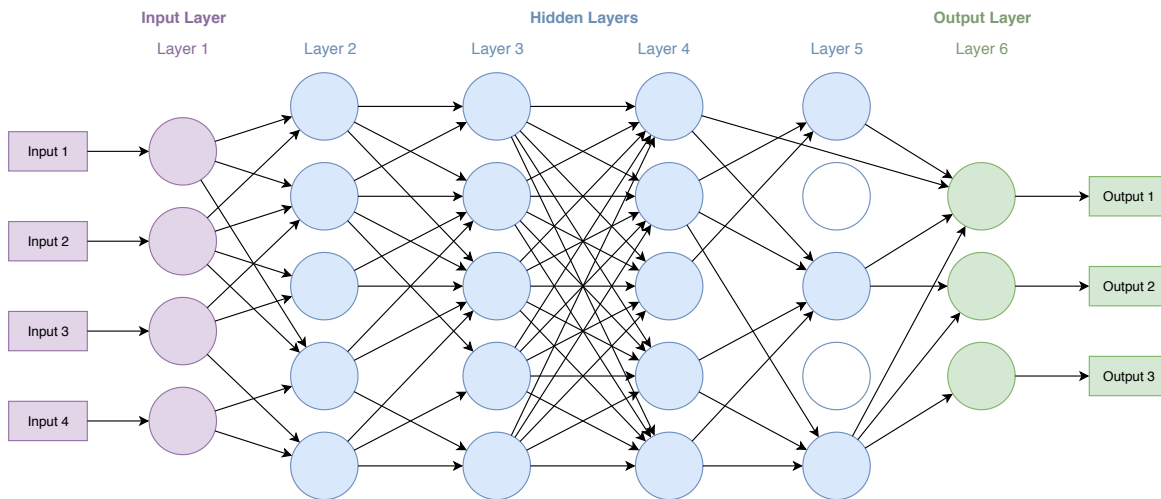 Input Layer
Hidden Layers
Output Layer
Layer 1
Layer 2
Layer 3
Layer 4
Layer 5
Layer 6
Input 1
Input 2
Input 3
Input 4
Output 1
Output 2
Output 3